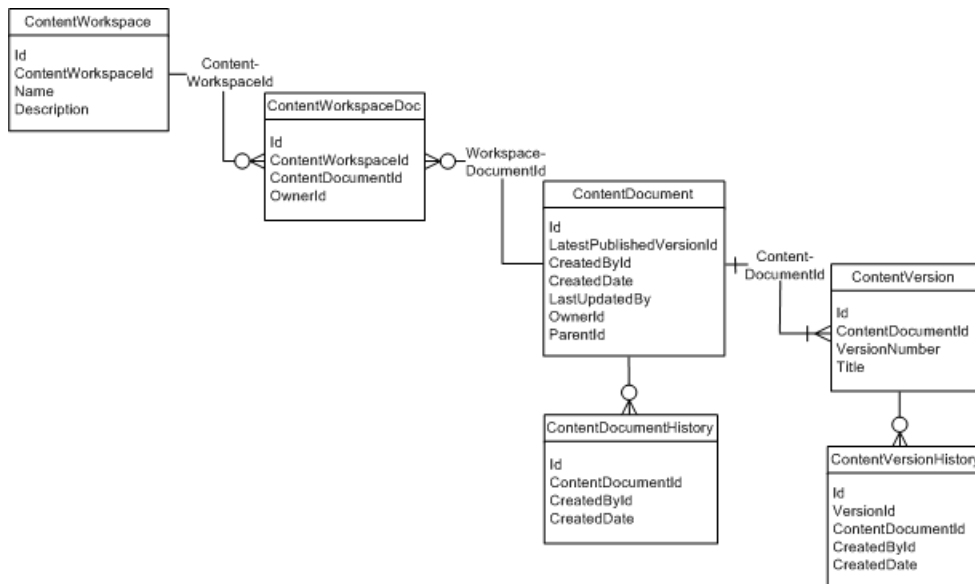 ContentWorkspace
Id
ContentWorkspaceId
Name
Description
Content-
WorkspaceId
ContentWorkspaceDoc
Id
ContentWorkspaceId
ContentDocumentId
OwnerId
Workspace-
DocumentId
ContentDocument
Id
LatestPublishedVersionId
CreatedById
CreatedDate
LastUpdatedBy
OwnerId
ParentId
Content-
DocumentId
ContentVersion
Id
ContentDocumentId
VersionNumber
Title
ContentDocumentHistory
Id
ContentDocumentId
CreatedById
CreatedDate
ContentVersionHistory
Id
VersionId
ContentDocumentId
CreatedById
CreatedDate